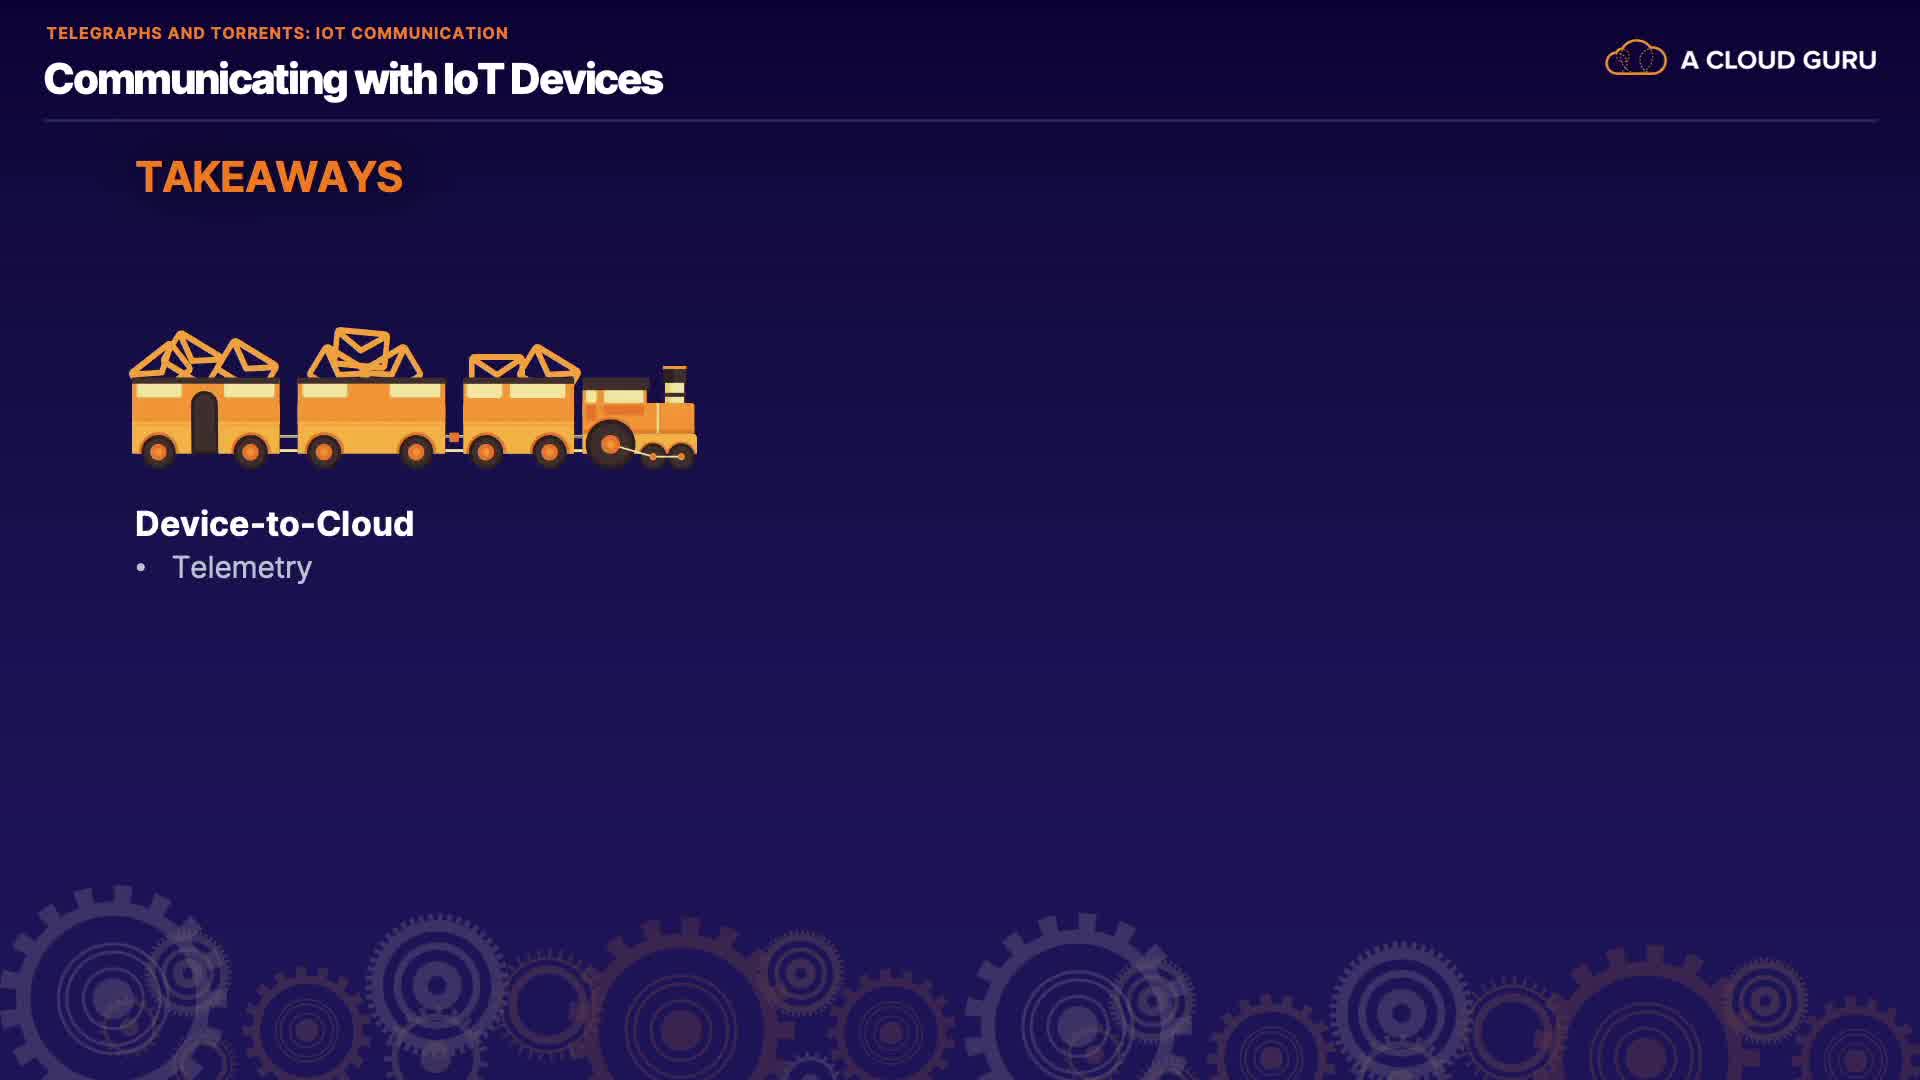 TELEGRAPHS AND TORRENTS: IOT COMMUNICATION
Communicating with IoT Devices
A CLOUD GURU
TAKEAWAYS
Device-to-Cloud
• Telemetry